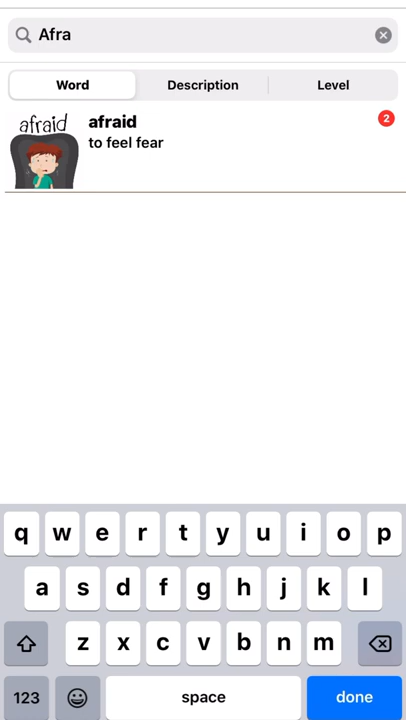 Afra
Word Description Level
afraid
afraid
2
to feel fear
q w e r t y u i o p
a s d f g h j k l
z x c v b n m
123 space done